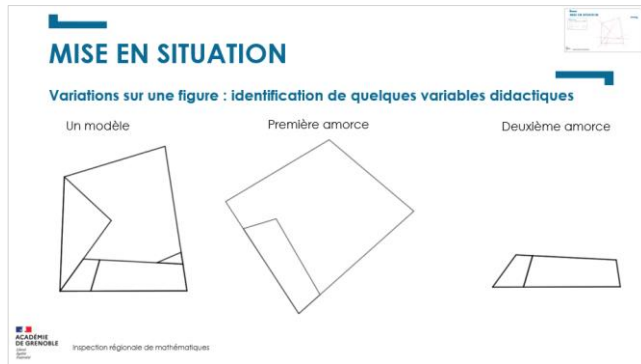 MISE EN SITUATION
Variations sur une figure : identification de quelques variables didactiques
Un modèle
Première amorce
Deuxième amorce
ACADÉMIE
DE GRENOBLE
Inspection régionale de mathématiques